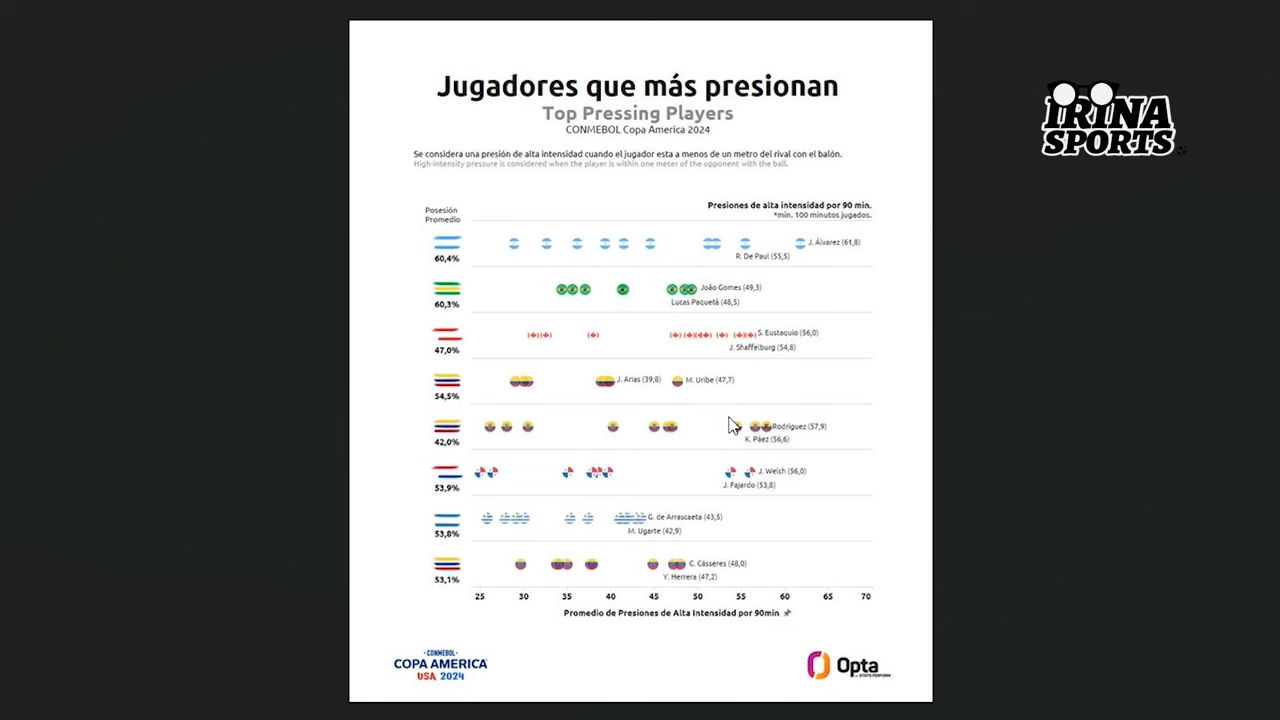 IRINA
SPORTS
Jugadores que más presionan
Top Pressing Players
CONMEBOL Copa America 2024
Se considera una presión de alta intensidad cuando el jugador esta a menos de un metro del rival con el balón.
High-intensity pressure is considered when the player is within one meter of the opponent with the ball.
Posesión
Promedio
Presiones de alta intensidad por 90 min.
*min. 100 minutos jugados.
J. Álvarez (61,8)
R. De Paul (55,5)
60,4%
João Gomes (49,3)
Lucas Paquetá (48,5)
60,3%
S. Eustaquio (56,0)
J. Shaffelburg (54,8)
47,0%
J. Arias (39,8)
M. Uribe (47,7)
54,5%
Rodríguez (57,9)
K. Páez (56,6)
42,0%
J. Welch (56,0)
J. Fajardo (53,8)
53,9%
G. de Arrascaeta (43,5)
M. Ugarte (42,9)
53,8%
C. Cásseres (48,0)
Y. Herrera (47,2)
53,1%
25 30 35 40 45 50 55 60 65 70
Promedio de Presiones de Alta Intensidad por 90min
·CONMEBOL·
COPA AMERICA
USA 2024
Opta
BY STATS PERFORM